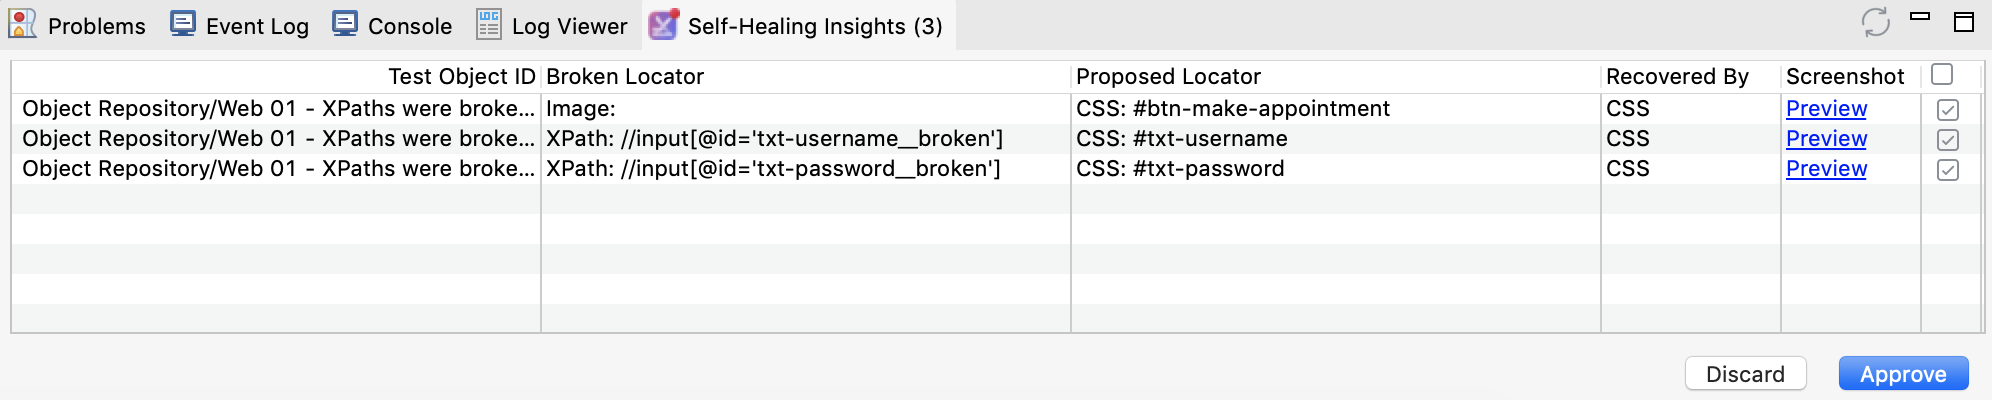 Problems Event Log Console LOG Log Viewer Self-Healing Insights (3)
Test Object ID Broken Locator Proposed Locator Recovered By Screenshot
Object Repository/Web 01 - XPaths were broke... Image: CSS: #btn-make-appointment CSS Preview
Object Repository/Web 01 - XPaths were broke... XPath: //input[@id='txt-username__broken'] CSS: #txt-username CSS Preview
Object Repository/Web 01 - XPaths were broke... XPath: //input[@id='txt-password__broken'] CSS: #txt-password CSS Preview
Discard Approve